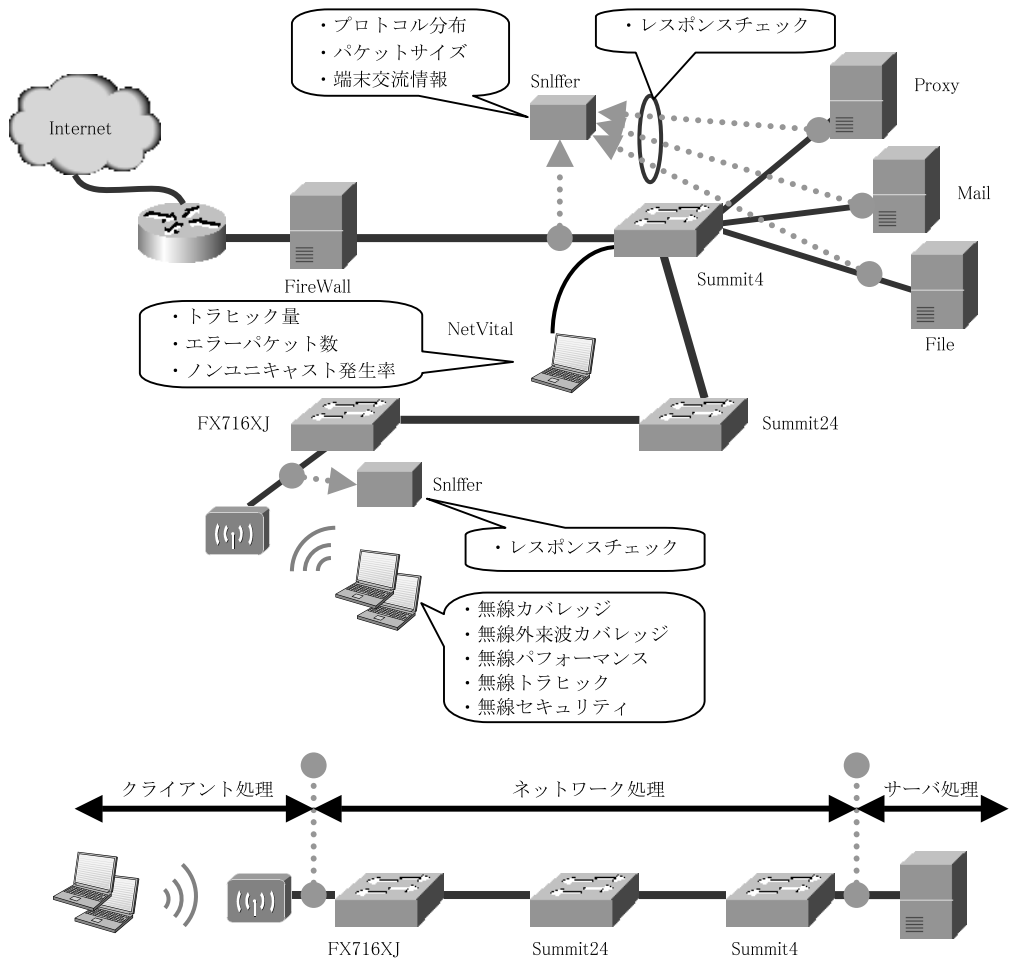 ・プロトコル分布
・パケットサイズ
・端末交流情報
・レスポンスチェック
Snlffer
Proxy
Internet
Mail
FireWall
Summit4
File
・トラヒック量
・エラーパケット数
・ノンユニキャスト発生率
NetVital
FX716XJ
Summit24
Snlffer
・レスポンスチェック
・無線カバレッジ
・無線外来波カバレッジ
・無線パフォーマンス
・無線トラヒック
・無線セキュリティ
クライアント処理
ネットワーク処理
サーバ処理
FX716XJ
Summit24
Summit4